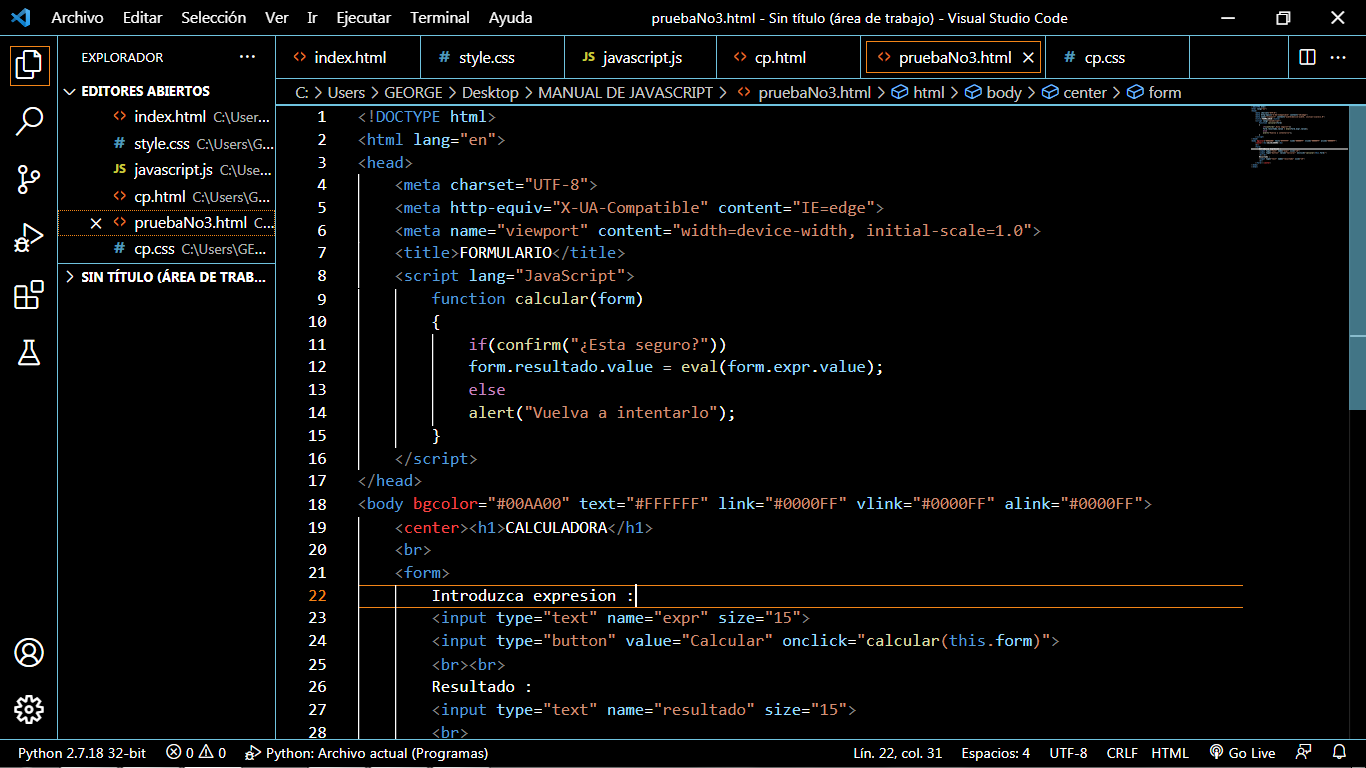 Archivo Editar Selección Ver Ir Ejecutar Terminal Ayuda pruebaNo3.html - Sin título (área de trabajo) - Visual Studio Code
EXPLORADOR
EDITORES ABIERTOS
index.html C:\User...
style.css C:\Users\G...
JS javascript.js C:\Use...
cp.html C:\Users\G...
pruebaNo3.html C...
cp.css C:\Users\GE...
SIN TÍTULO (ÁREA DE TRAB...
index.html # style.css JS javascript.js cp.html pruebaNo3.html # cp.css
C: > Users > GEORGE > Desktop > MANUAL DE JAVASCRIPT > pruebaNo3.html > html > body > center > form
1 <!DOCTYPE html>
2 <html lang="en">
3 <head>
4 <meta charset="UTF-8">
5 <meta http-equiv="X-UA-Compatible" content="IE=edge">
6 <meta name="viewport" content="width=device-width, initial-scale=1.0">
7 <title>FORMULARIO</title>
8 <script lang="JavaScript">
9 function calcular(form)
10 {
11 if(confirm("¿Esta seguro?"))
12 form.resultado.value = eval(form.expr.value);
13 else
14 alert("Vuelva a intentarlo");
15 }
16 </script>
17 </head>
18 <body bgcolor="#00AA00" text="#FFFFFF" link="#0000FF" vlink="#0000FF" alink="#0000FF">
19 <center><h1>CALCULADORA</h1>
20 <br>
21 <form>
22 Introduzca expresion :
23 <input type="text" name="expr" size="15">
24 <input type="button" value="Calcular" onclick="calcular(this.form)">
25 <br><br>
26 Resultado :
27 <input type="text" name="resultado" size="15">
28 <br>
Python 2.7.18 32-bit 0 0 Python: Archivo actual (Programas) Lín. 22, col. 31 Espacios: 4 UTF-8 CRLF HTML Go Live